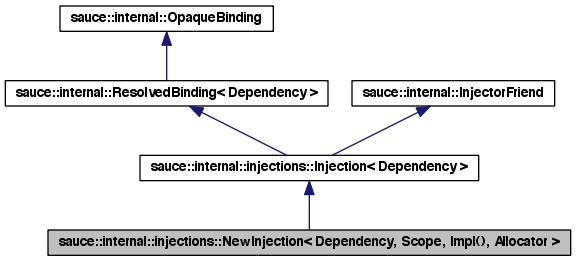 sauce::internal::OpaqueBinding
sauce::internal::ResolvedBinding< Dependency >
sauce::internal::InjectorFriend
sauce::internal::injections::Injection< Dependency >
sauce::internal::injections::NewInjection< Dependency, Scope, Impl(), Allocator >